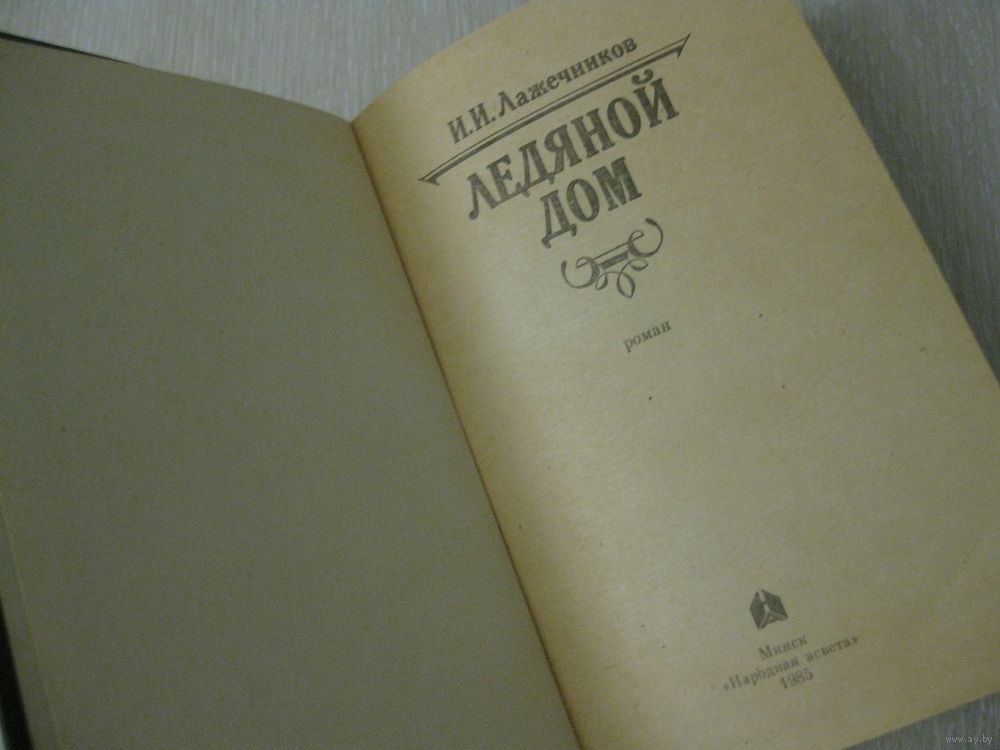 И.И. Лажечников
ЛЕДЯНОЙ
ДОМ
роман
Минск
«Народная асвета»
1985
www.ay.by